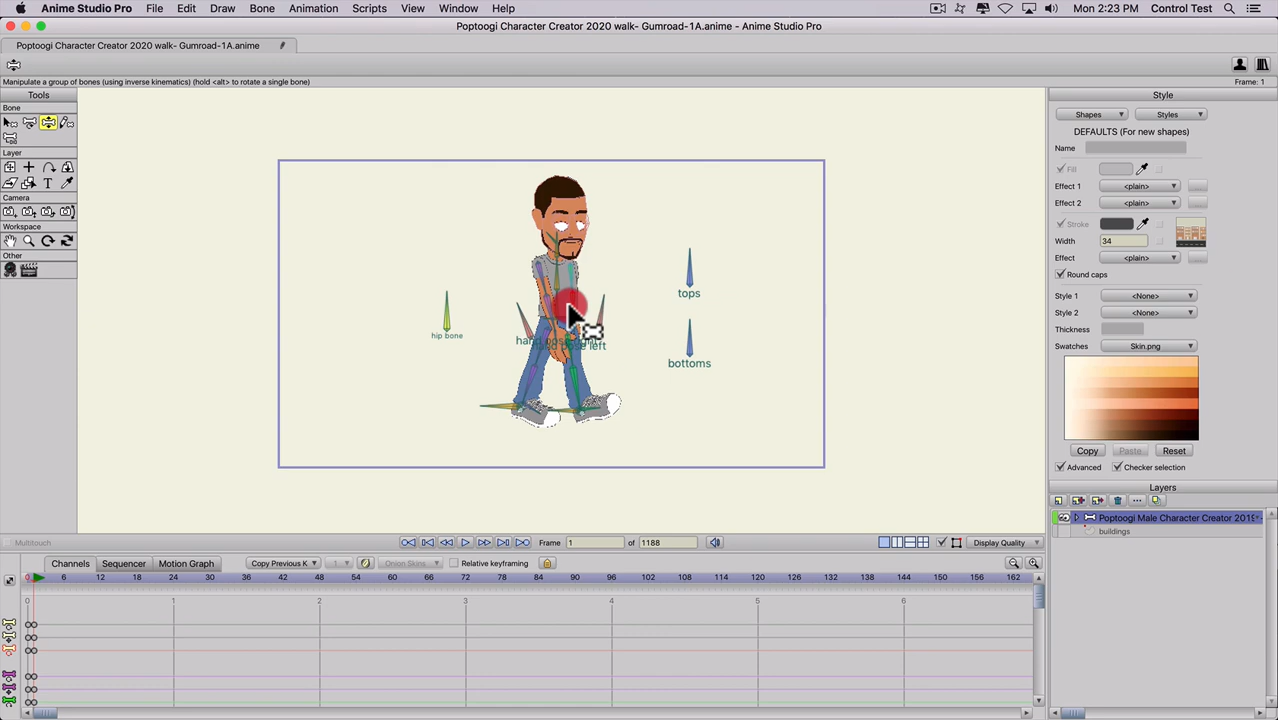 Anime Studio Pro File Edit Draw Bone Animation Scripts View Window Help Mon 2:23 PM Control Test
Poptoogi Character Creator 2020 walk- Gumroad-1A.anime - Anime Studio Pro
Poptoogi Character Creator 2020 walk- Gumroad-1A.anime
Manipulate a group of bones (using inverse kinematics) (hold <alt> to rotate a single bone) Frame: 1
Tools
Bone
Layer
Camera
Workspace
Other
hip bone
tops
bottoms
Style
Shapes Styles
DEFAULTS (For new shapes)
Name
Fill
Effect 1 <plain>
Effect 2 <plain>
Stroke
Width 34
Effect <plain>
Round caps
Style 1 <None>
Style 2 <None>
Thickness
Swatches Skin.png
Copy Paste Reset
Advanced Checker selection
Layers
Poptoogi Male Character Creator 2019
buildings
Multitouch Frame 1 of 1188 Display Quality
Channels Sequencer Motion Graph Copy Previous K 1 Onion Skins Relative keyframing
0 6 12 18 24 30 36 42 48 54 60 66 72 78 84 90 96 102 108 114 120 126 132 138 144 150 156 162
0 1 2 3 4 5 6